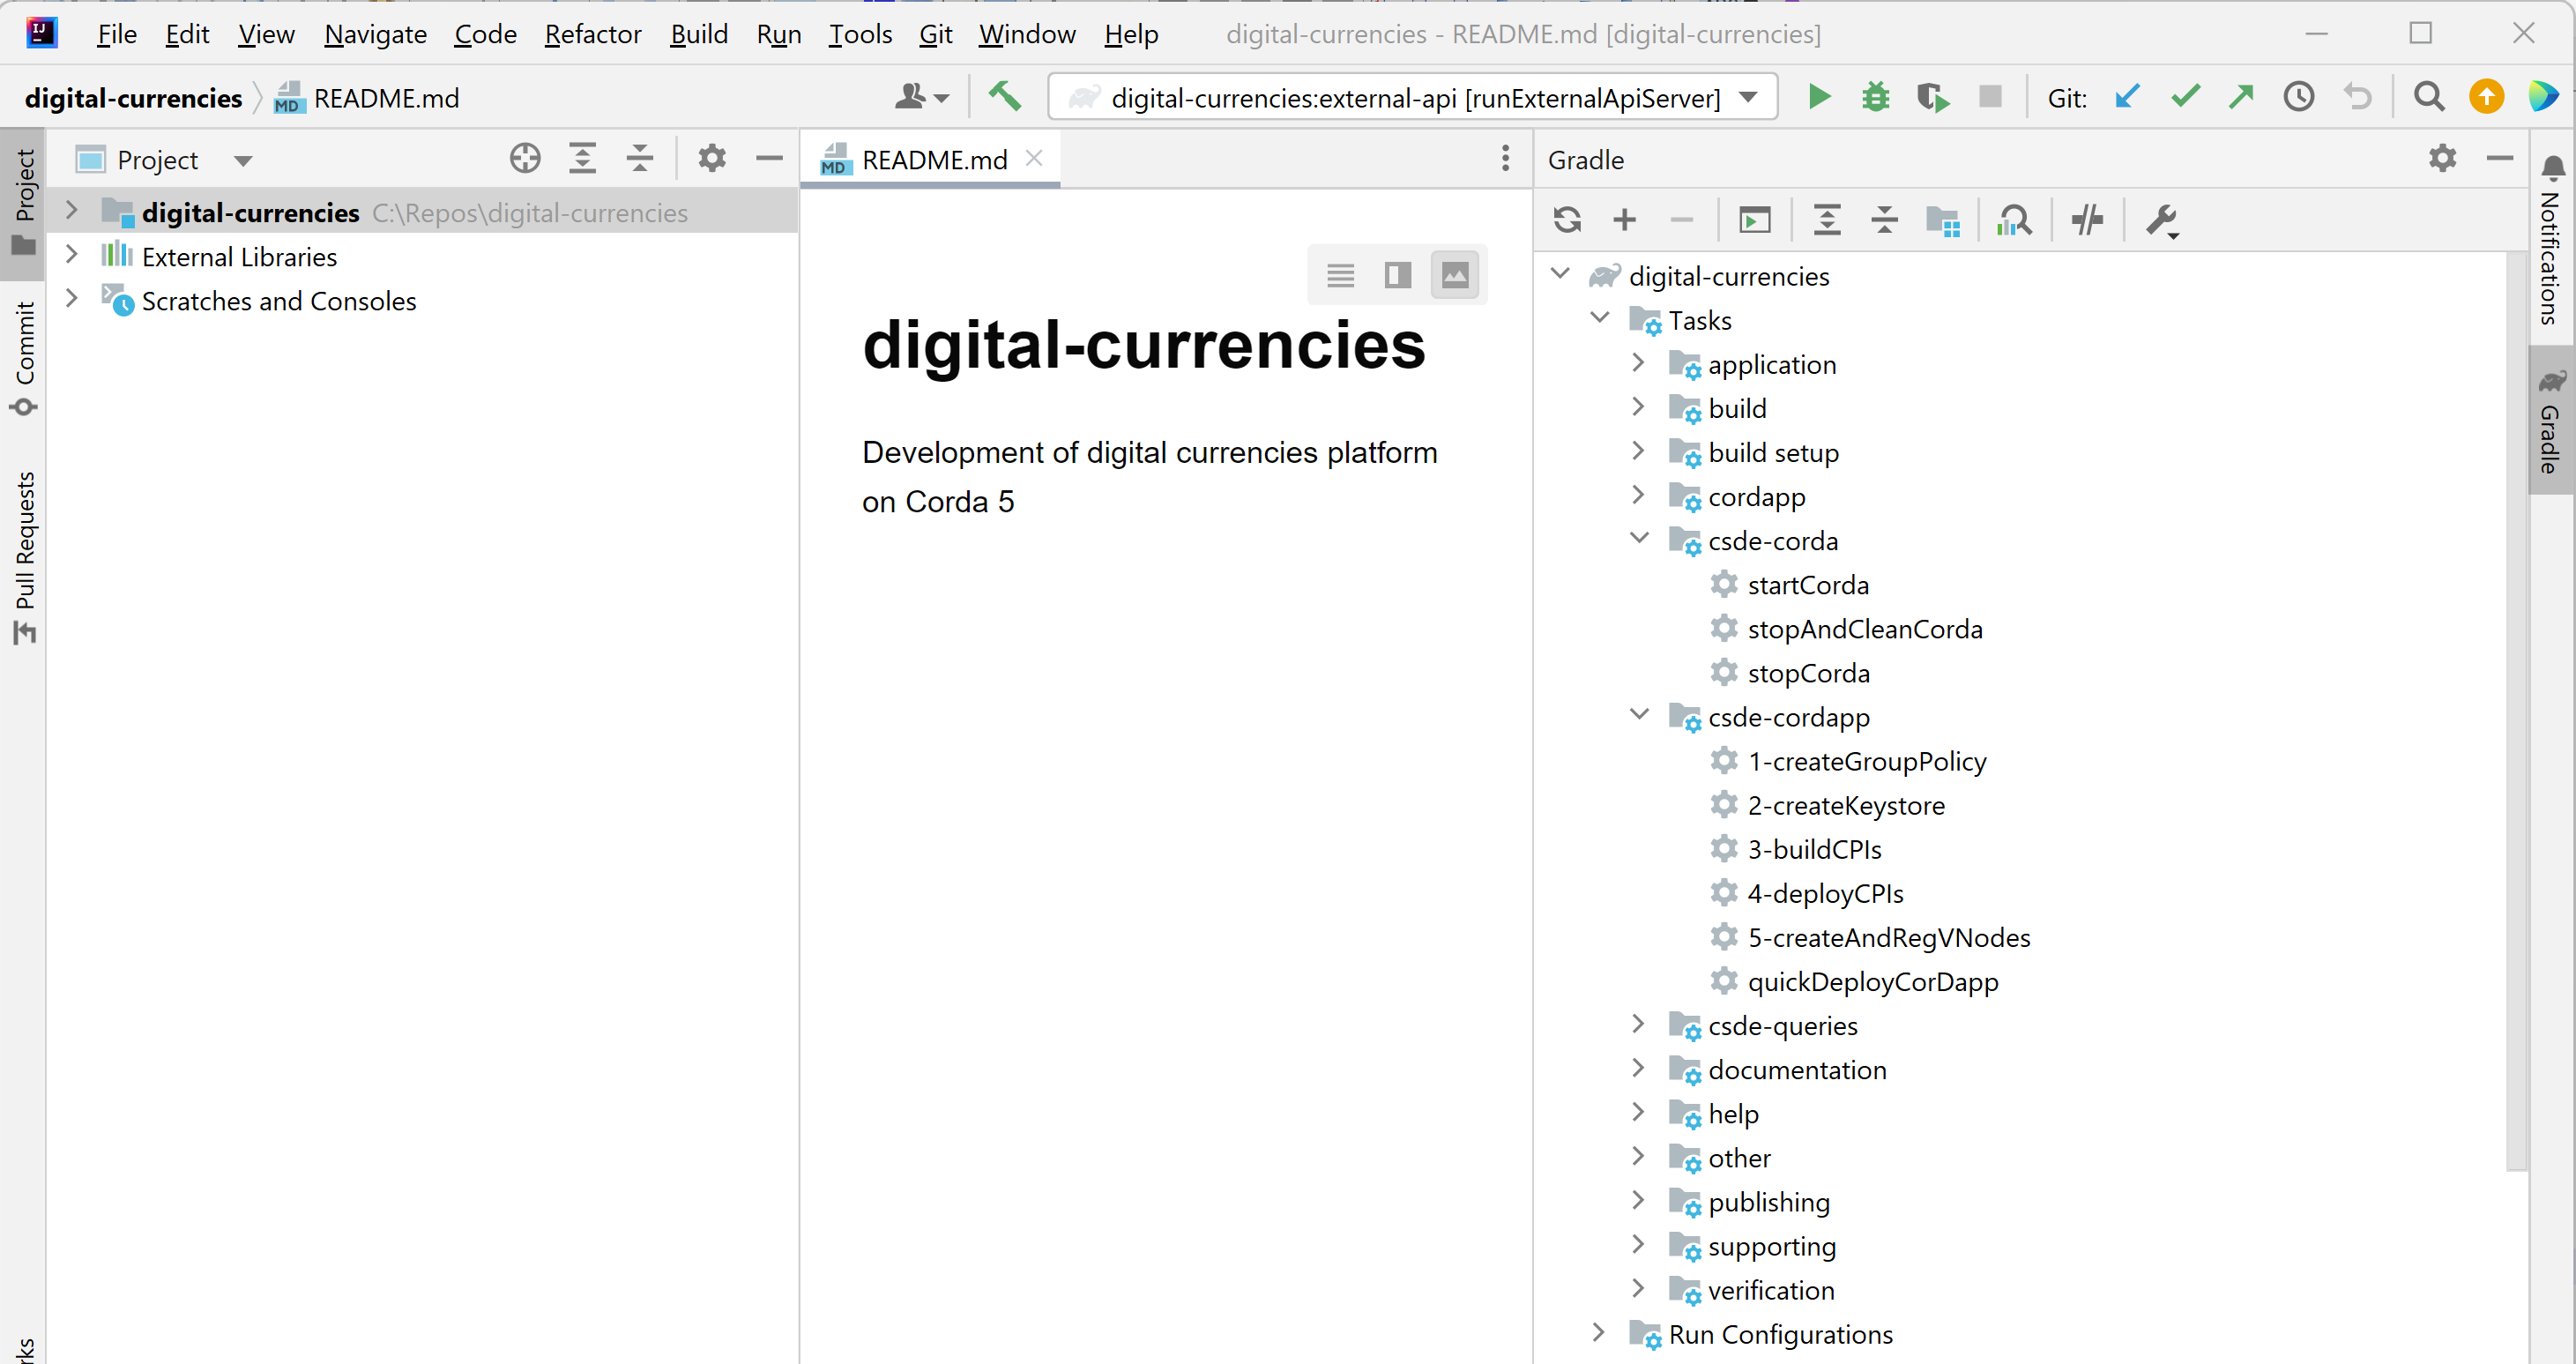 File Edit View Navigate Code Refactor Build Run Tools Git Window Help digital-currencies - README.md [digital-currencies]
digital-currencies README.md digital-currencies:external-api [runExternalApiServer] Git:
Project
README.md
Gradle
Project
Commit
Pull Requests
rks
digital-currencies C:\Repos\digital-currencies
External Libraries
Scratches and Consoles
digital-currencies
Development of digital currencies platform
on Corda 5
digital-currencies
Tasks
application
build
build setup
cordapp
csde-corda
startCorda
stopAndCleanCorda
stopCorda
csde-cordapp
1-createGroupPolicy
2-createKeystore
3-buildCPIs
4-deployCPIs
5-createAndRegVNodes
quickDeployCorDapp
csde-queries
documentation
help
other
publishing
supporting
verification
Run Configurations
Notifications
Gradle